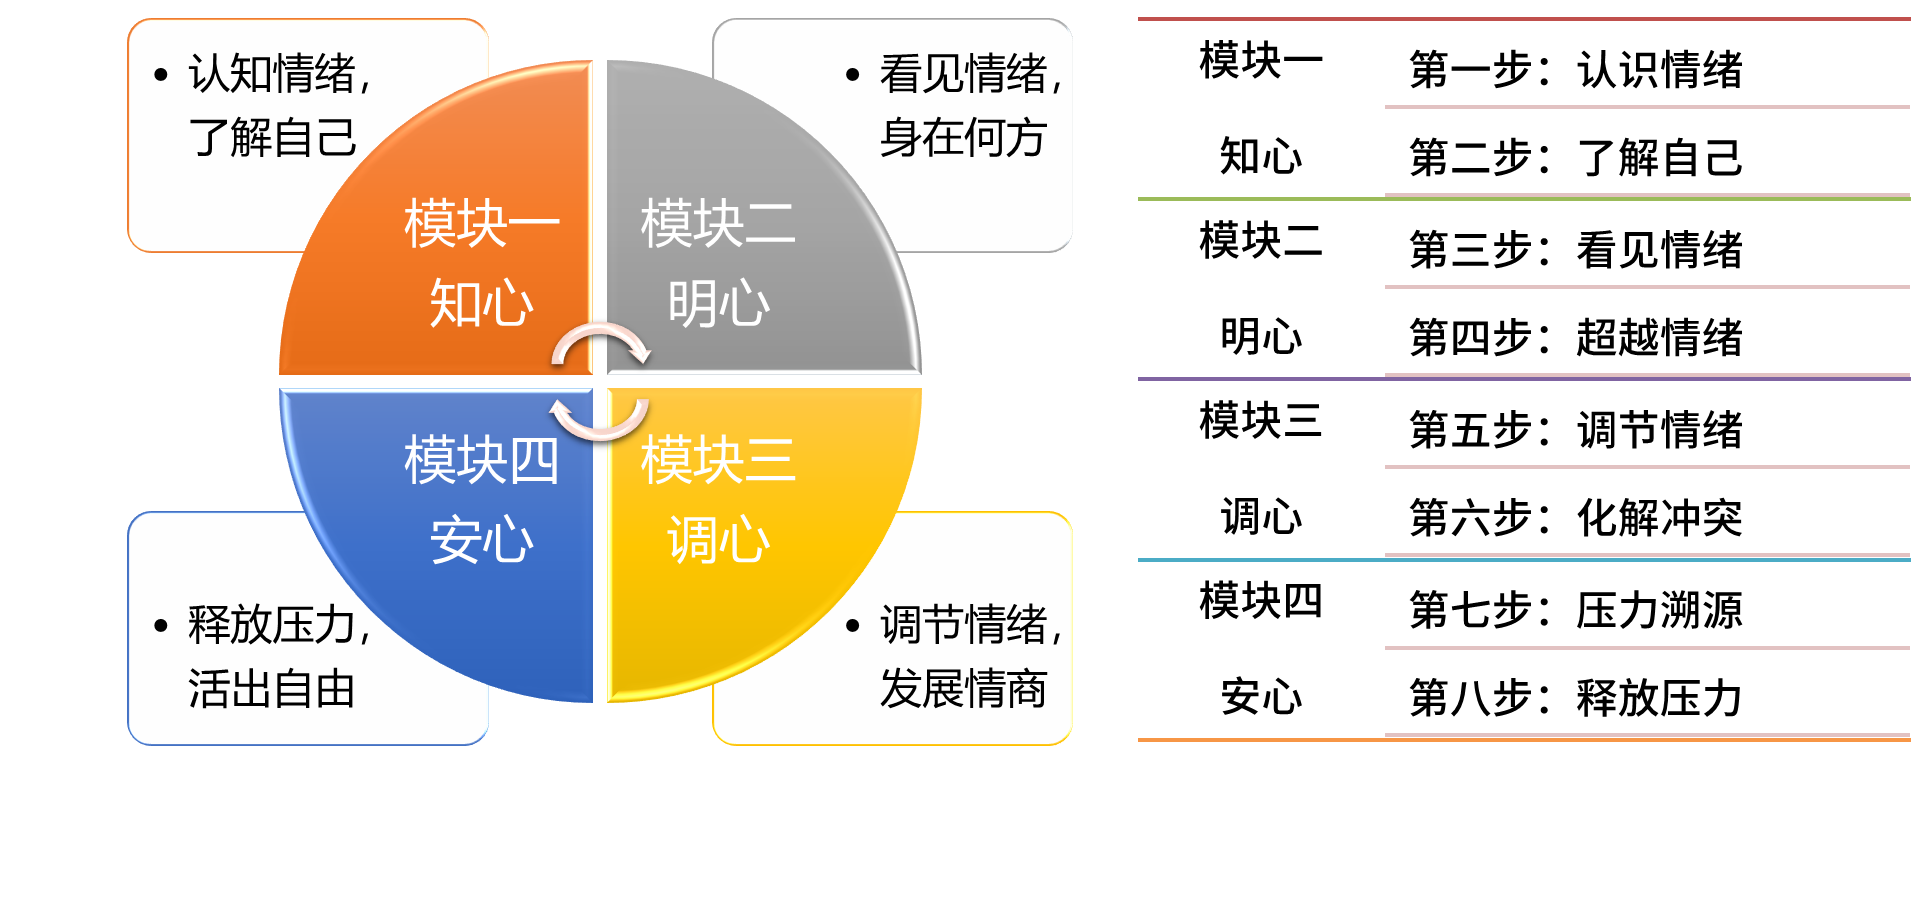 • 认知情绪，
了解自己
• 看见情绪，
身在何方
模块一
知心
模块二
明心
模块四
安心
模块三
调心
• 释放压力，
活出自由
• 调节情绪，
发展情商
模块一
知心
第一步：认识情绪
第二步：了解自己
模块二
明心
第三步：看见情绪
第四步：超越情绪
模块三
调心
第五步：调节情绪
第六步：化解冲突
模块四
安心
第七步：压力溯源
第八步：释放压力